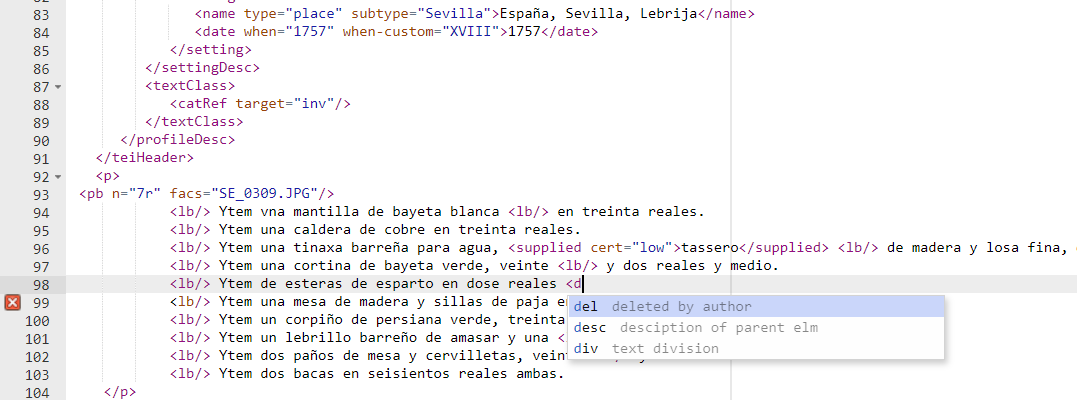 83 <name type="place" subtype="Sevilla">España, Sevilla, Lebrija</name>
84 <date when="1757" when-custom="XVIII">1757</date>
85 </setting>
86 </settingDesc>
87 <textClass>
88 <catRef target="inv"/>
89 </textClass>
90 </profileDesc>
91 </teiHeader>
92 <p>
93 <pb n="7r" facs="SE_0309.JPG"/>
94 <lb/> Ytem vna mantilla de bayeta blanca <lb/> en treinta reales.
95 <lb/> Ytem una caldera de cobre en treinta reales.
96 <lb/> Ytem una tinaxa barreña para agua, <supplied cert="low">tassero</supplied> <lb/> de madera y losa fina,
97 <lb/> Ytem una cortina de bayeta verde, veinte <lb/> y dos reales y medio.
98 <lb/> Ytem de esteras de esparto en dose reales <d
99 <lb/> Ytem una mesa de madera y sillas de paja
100 <lb/> Ytem un corpiño de persiana verde, treinta
101 <lb/> Ytem un lebrillo barreño de amasar y una <
102 <lb/> Ytem dos paños de mesa y cervilletas,
103 <lb/> Ytem dos bacas en seisientos reales ambas.
104 </p>
del deleted by author
desc desciption of parent elm
div text division